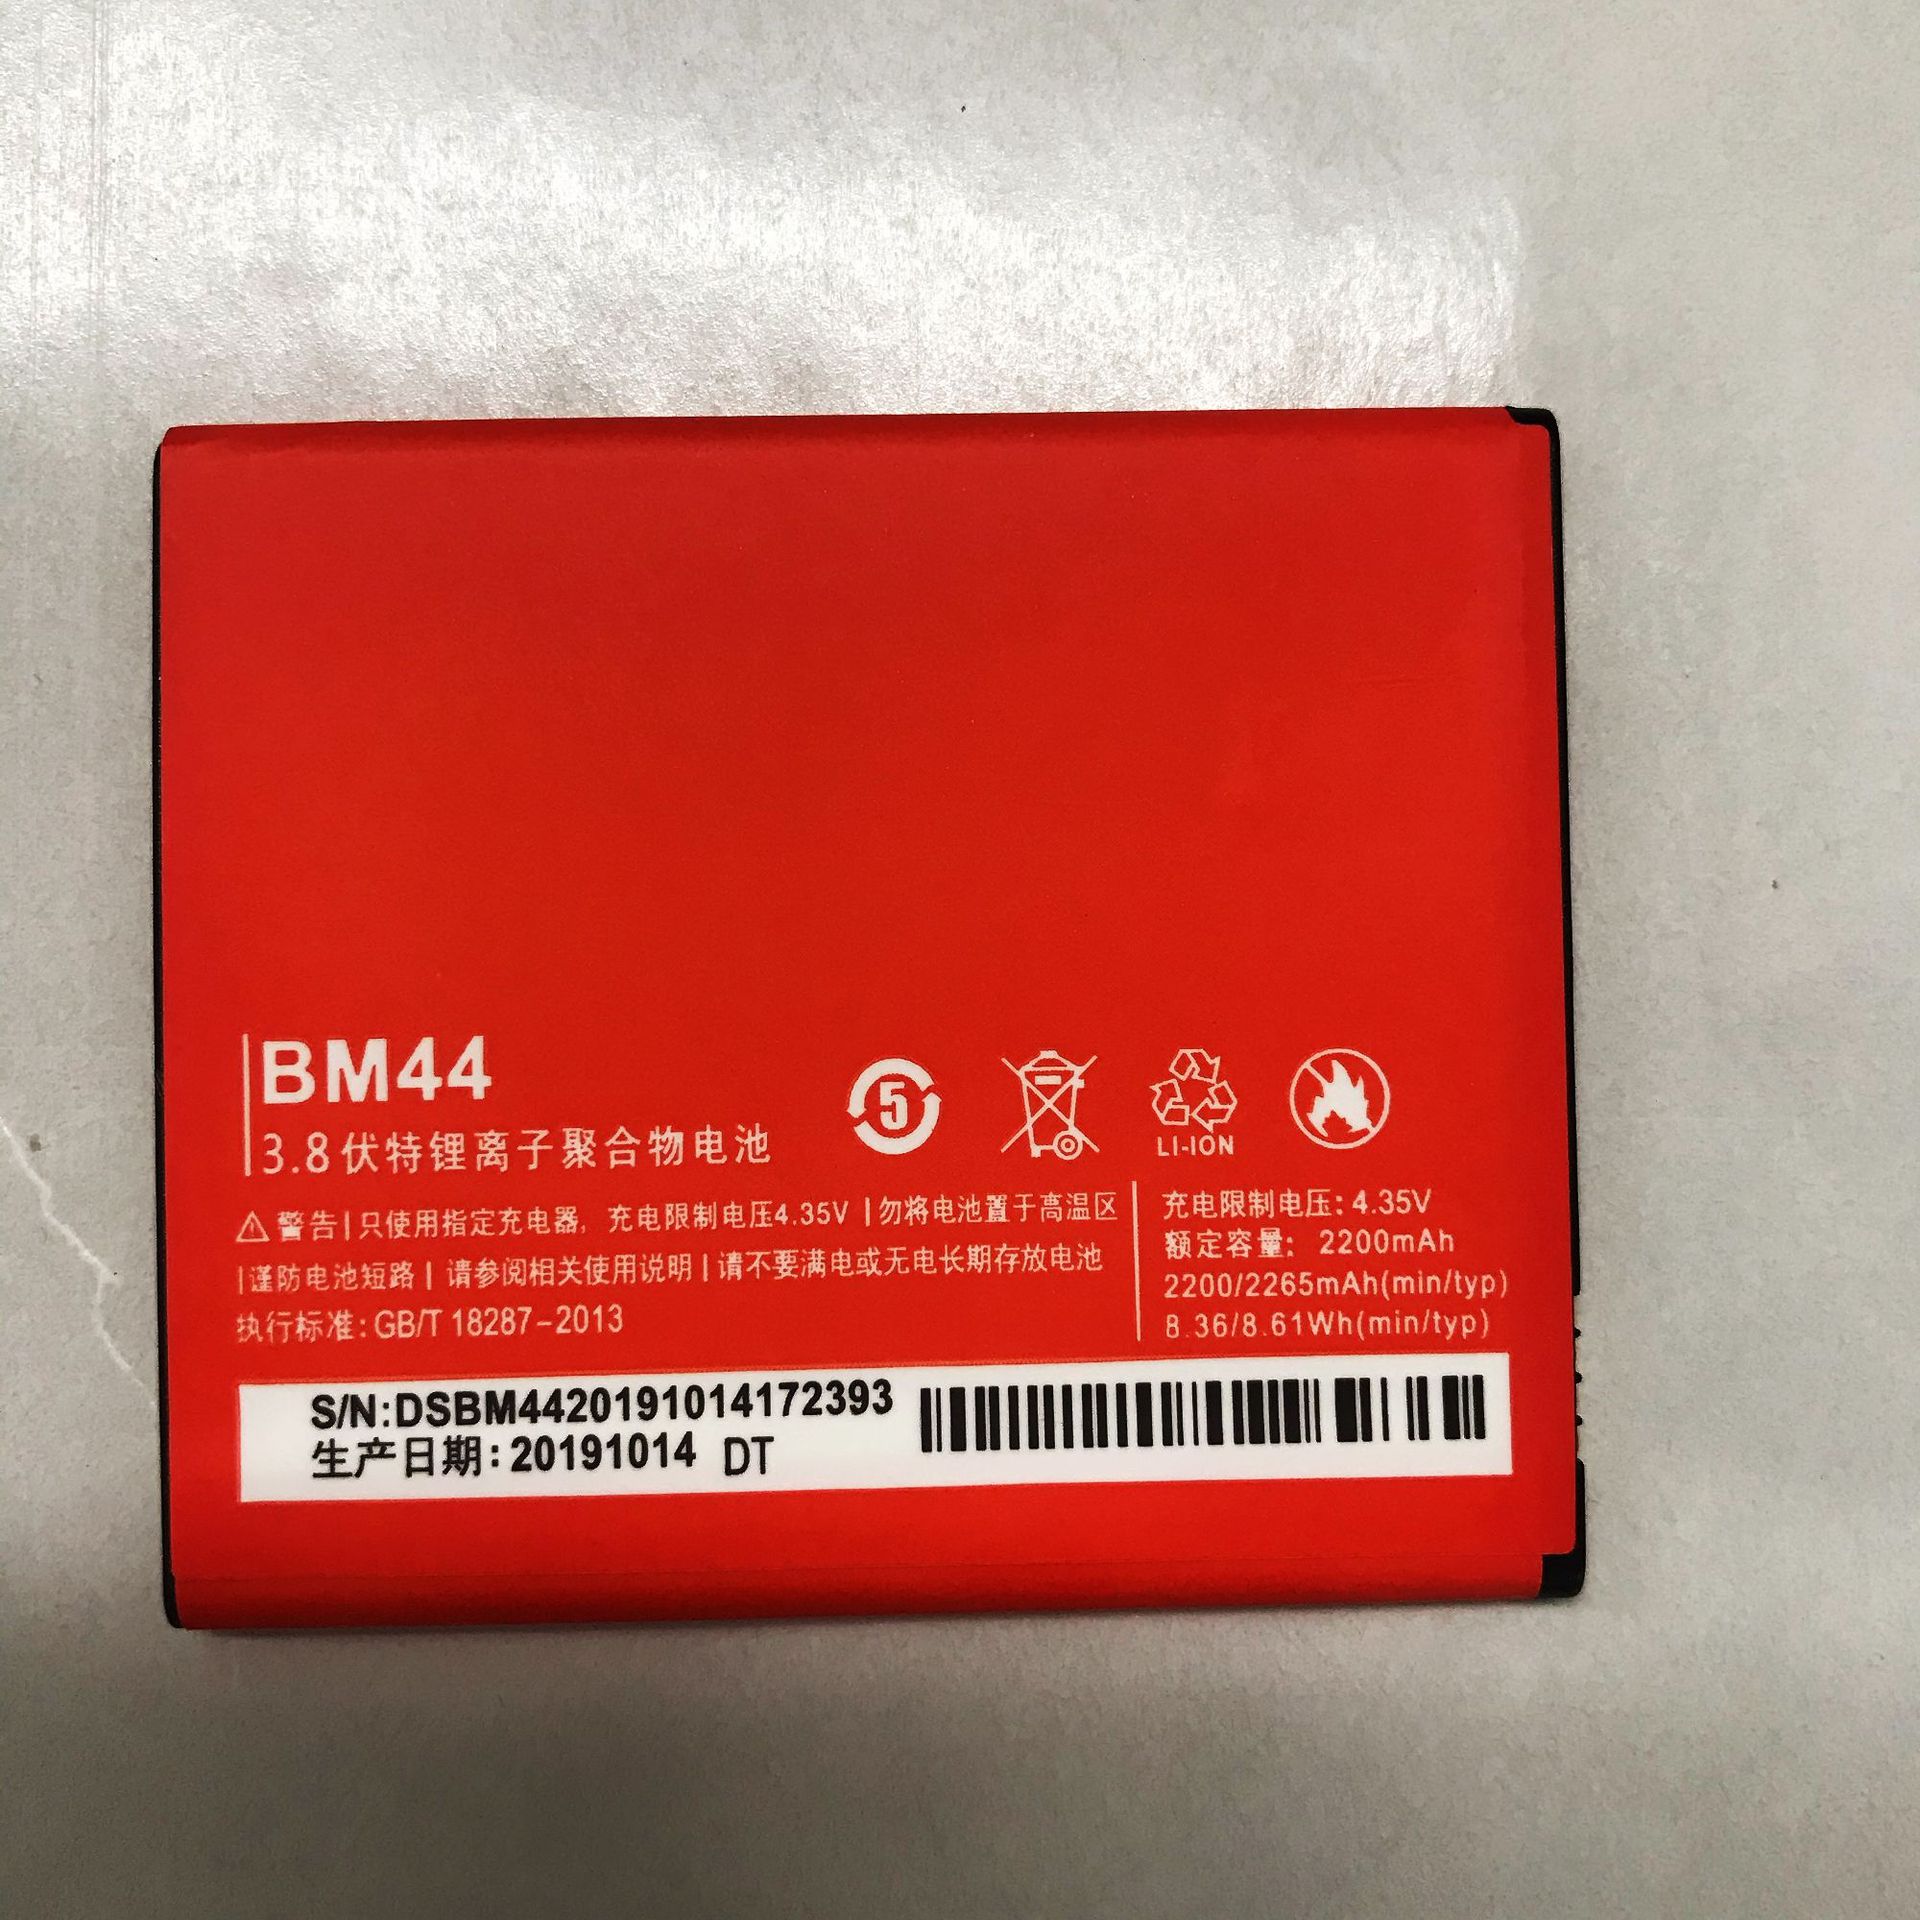 BM44
3.8伏特锂离子聚合物电池
5
LI-ION
警告|只使用指定充电器，充电限制电压4.35V |勿将电池置于高温区
|谨防电池短路| 请参阅相关使用说明|请不要满电或无电长期存放电池
执行标准:GB/T 18287-2013
充电限制电压: 4.35V
额定容量: 2200mAh
2200/2265mAh(min/typ)
8.36/8.61Wh(min/typ)
S/N:DSBM4420191014172393
生产日期: 20191014 DT